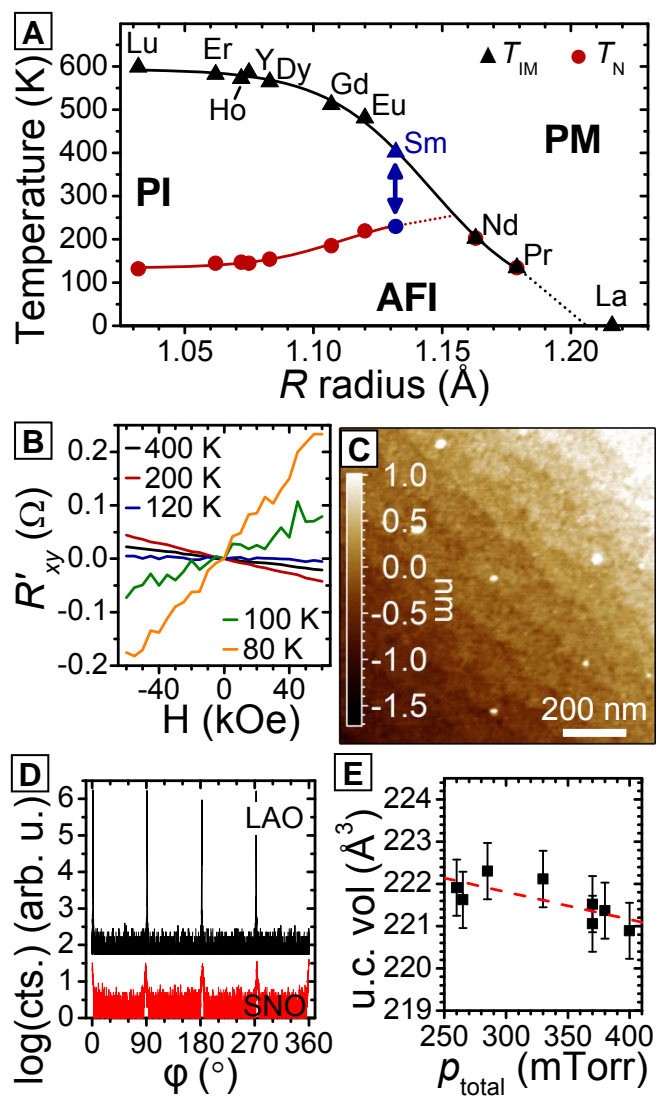 A
Lu
Er
Y
Dy
Ho
Gd
Eu
Sm
Nd
Pr
La
▲ T_IM ● T_N
PI
PM
AFI
Temperature (K)
600
500
400
300
200
100
0
1.05 1.10 1.15 1.20
R radius (Å)
B
400 K
200 K
120 K
100 K
80 K
R'_xy (Ω)
0.2
0.1
0.0
-0.1
-0.2
-40 0 40
H (kOe)
C
1.0
0.5
0.0
-0.5
-1.0
-1.5
nm
200 nm
D
LAO
SNO
log(cts.) (arb. u.)
6
5
4
3
2
1
0
0 90 180 270 360
φ (°)
E
u.c. vol (Å³)
224
223
222
221
220
219
250 300 350 400
p_total (mTorr)